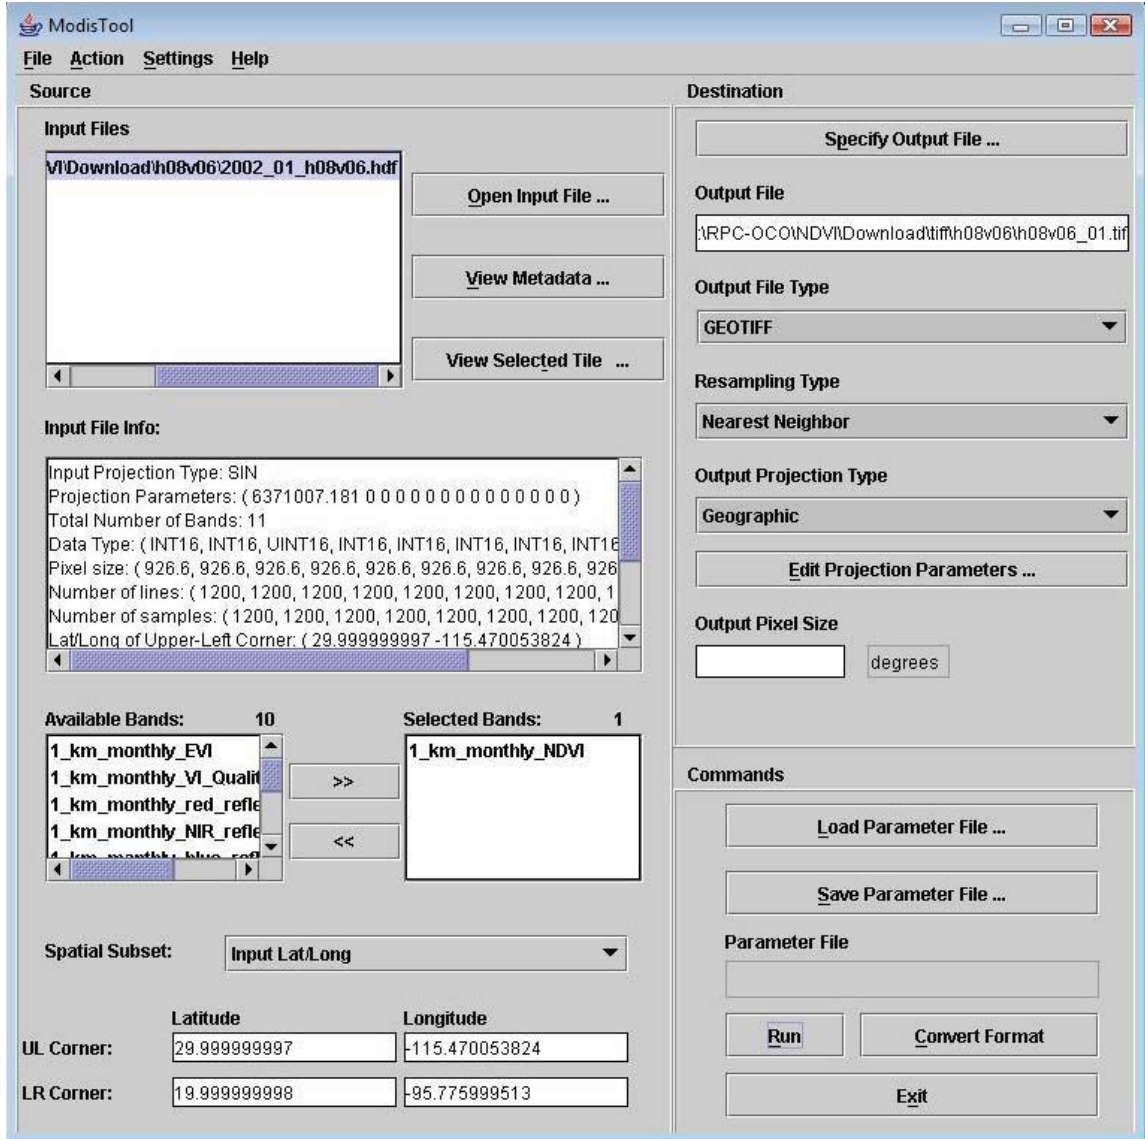 ModisTool
File Action Settings Help
Source
Input Files
VI\Download\h08v06\2002_01_h08v06.hdf
Open Input File ...
View Metadata ...
View Selected Tile ...
Input File Info:
Input Projection Type: SIN
Projection Parameters: ( 6371007.181 0 0 0 0 0 0 0 0 0 0 0 0 0 0 )
Total Number of Bands: 11
Data Type: ( INT16, INT16, UINT16, INT16, INT16, INT16, INT16, INT16
Pixel size: ( 926.6, 926.6, 926.6, 926.6, 926.6, 926.6, 926.6, 926
Number of lines: ( 1200, 1200, 1200, 1200, 1200, 1200, 1200, 1
Number of samples: ( 1200, 1200, 1200, 1200, 1200, 1200, 120
Lat/Long of Upper-Left Corner: ( 29.999999997 -115.470053824 )
Available Bands: 10
1_km_monthly_EVI
1_km_monthly_VI_Qualit
1_km_monthly_red_refle
1_km_monthly_NIR_refle
1_km_monthly_blue_refl
>>
<<
Selected Bands: 1
1_km_monthly_NDVI
Spatial Subset: Input Lat/Long
Latitude Longitude
UL Corner: 29.999999997 -115.470053824
LR Corner: 19.999999998 -95.775999513
Destination
Specify Output File ...
Output File
:\RPC-OCO\NDVI\Download\tiff\h08v06\h08v06_01.tif
Output File Type
GEOTIFF
Resampling Type
Nearest Neighbor
Output Projection Type
Geographic
Edit Projection Parameters ...
Output Pixel Size
degrees
Commands
Load Parameter File ...
Save Parameter File ...
Parameter File
Run Convert Format
Exit